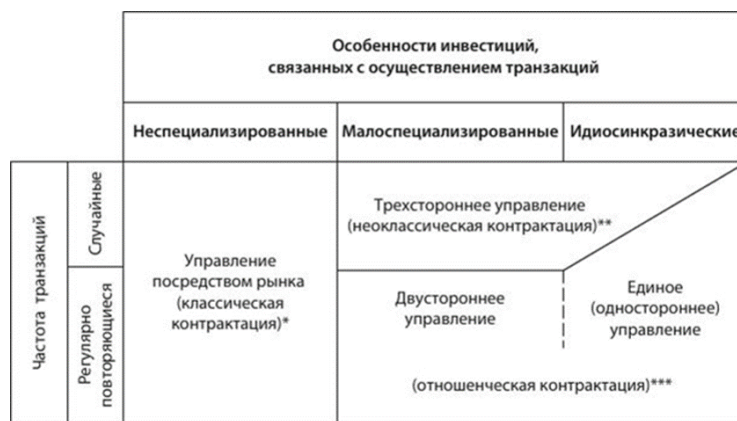 Особенности инвестиций,
связанных с осуществлением транзакций
Неспециализированные
Малоспециализированные
Идиосинкразические
Частота транзакций
Случайные
Регулярно
повторяющиеся
Управление
посредством рынка
(классическая
контрактация)*
Трехстороннее управление
(неоклассическая контрактация)**
Двустороннее
управление
Единое
(одностороннее)
управление
(отношенческая контрактация)***